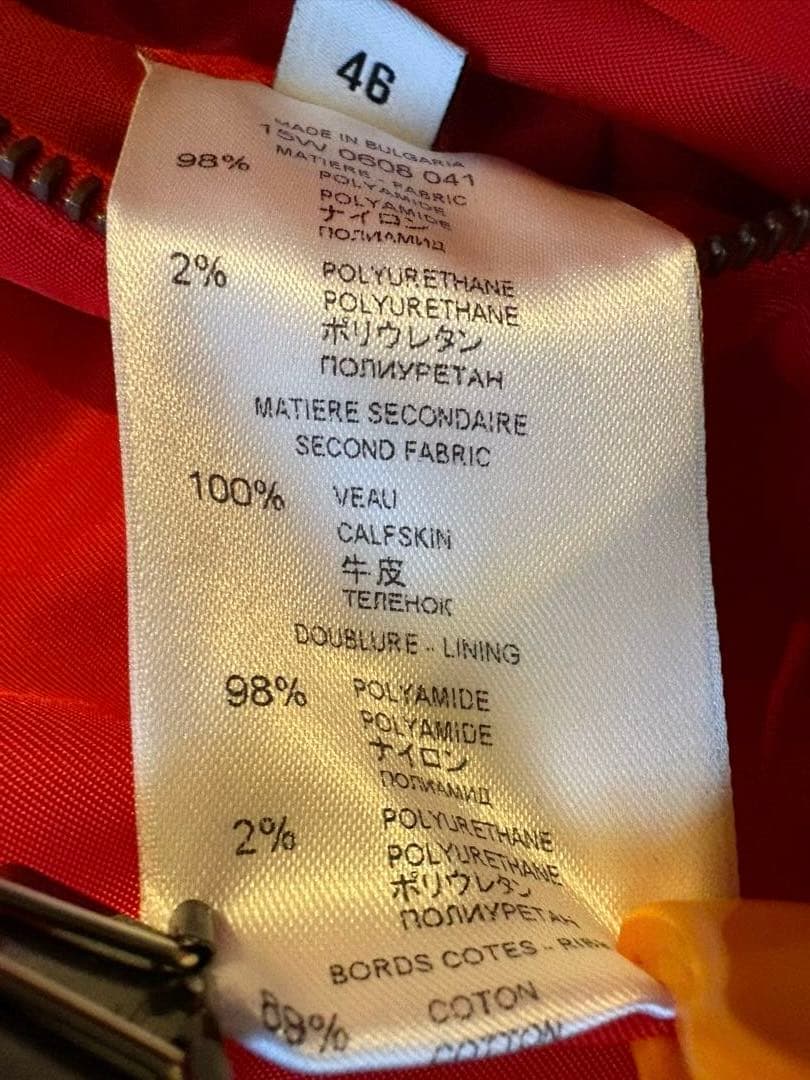 46
MADE IN BULGARIA
15W 0608 041
MATIERE - FABRIC
98% POLYAMIDE
POLYAMIDE
ナイロン
ПОЛИАМИД
2% POLYURETHANE
POLYURETHANE
ポリウレタン
ПОЛИУРЕТАН
MATIERE SECONDAIRE
SECOND FABRIC
100% VEAU
CALFSKIN
牛皮
ТЕЛЕНОК
DOUBLURE - LINING
98% POLYAMIDE
POLYAMIDE
ナイロン
ПОЛИАМИД
2% POLYURETHANE
POLYURETHANE
ポリウレタン
ПОЛИУРЕТАН
BORDS COTES -
COTON
COTTON